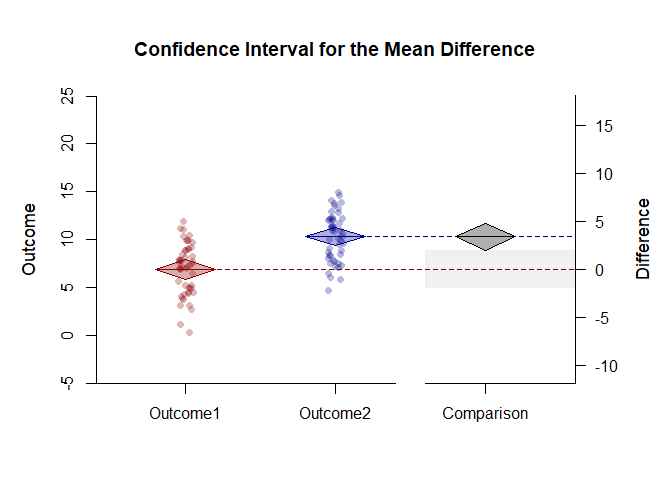 Confidence Interval for the Mean Difference
Outcome
25
20
15
10
5
0
-5
Outcome1
Outcome2
Comparison
15
10
5
0
-5
-10
Difference